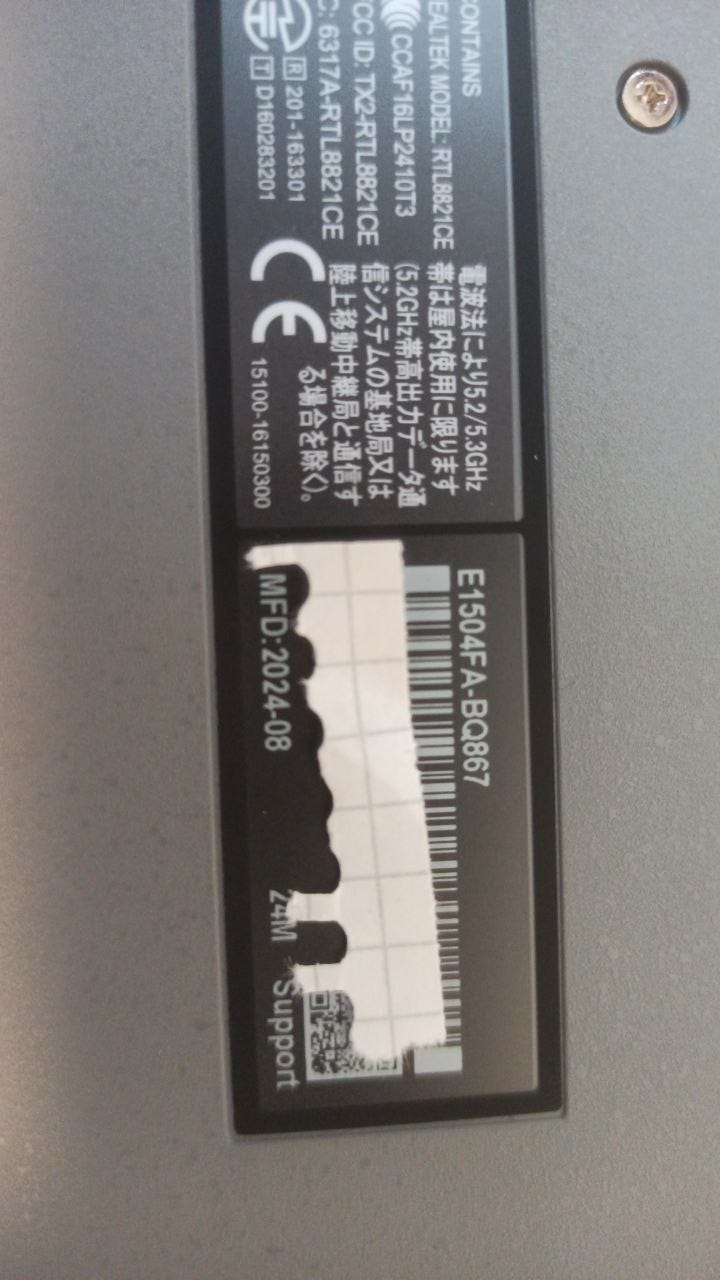 CONTAINS
EALTEK MODEL: RTL8821CE
CCAF16LP2410T3
CC ID: TX2-RTL8821CE
C: 6317A-RTL8821CE
R 201-163301
T D160283201
電波法により5.2/5.3GHz
帯は屋内使用に限ります
(5.2GHz帯高出力データ通
信システムの基地局又は
陸上移動中継局と通信す
る場合を除く)。
CE
15100-16150300
E1504FA-BQ867
MFD:2024-08
24M
Support